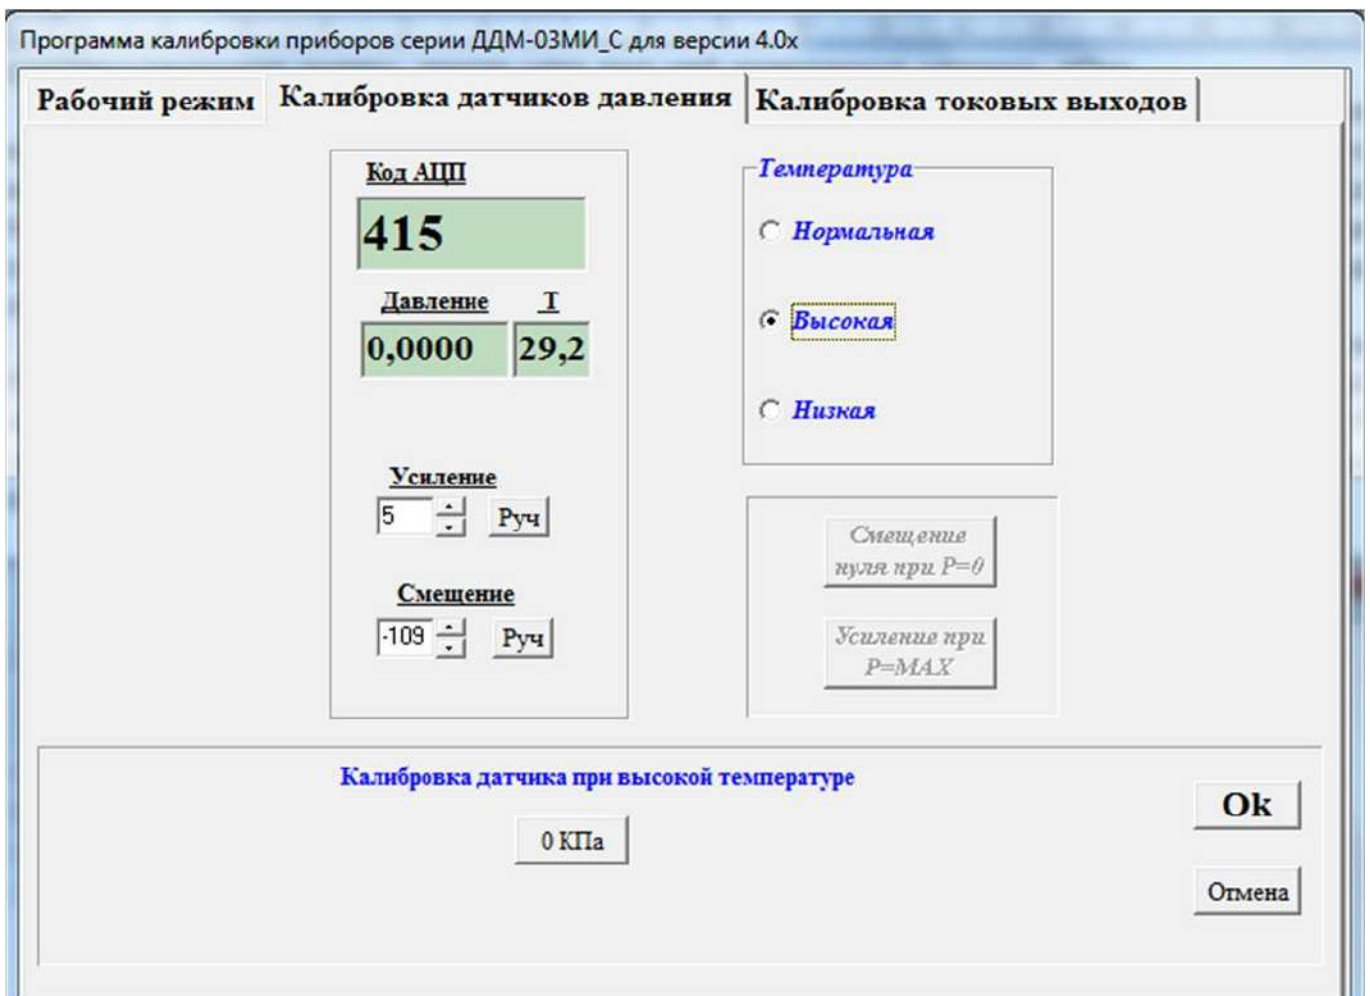 Программа калибровки приборов серии ДДМ-03МИ_С для версии 4.0х
Рабочий режим
Калибровка датчиков давления
Калибровка токовых выходов
Код АЦП
415
Давление Т
0,0000 29,2
Усиление
5 Руч
Смещение
-109 Руч
Температура
Нормальная
Высокая
Низкая
Смещение
нуля при P=0
Усиление при
P=MAX
Калибровка датчика при высокой температуре
0 КПа
Ok
Отмена